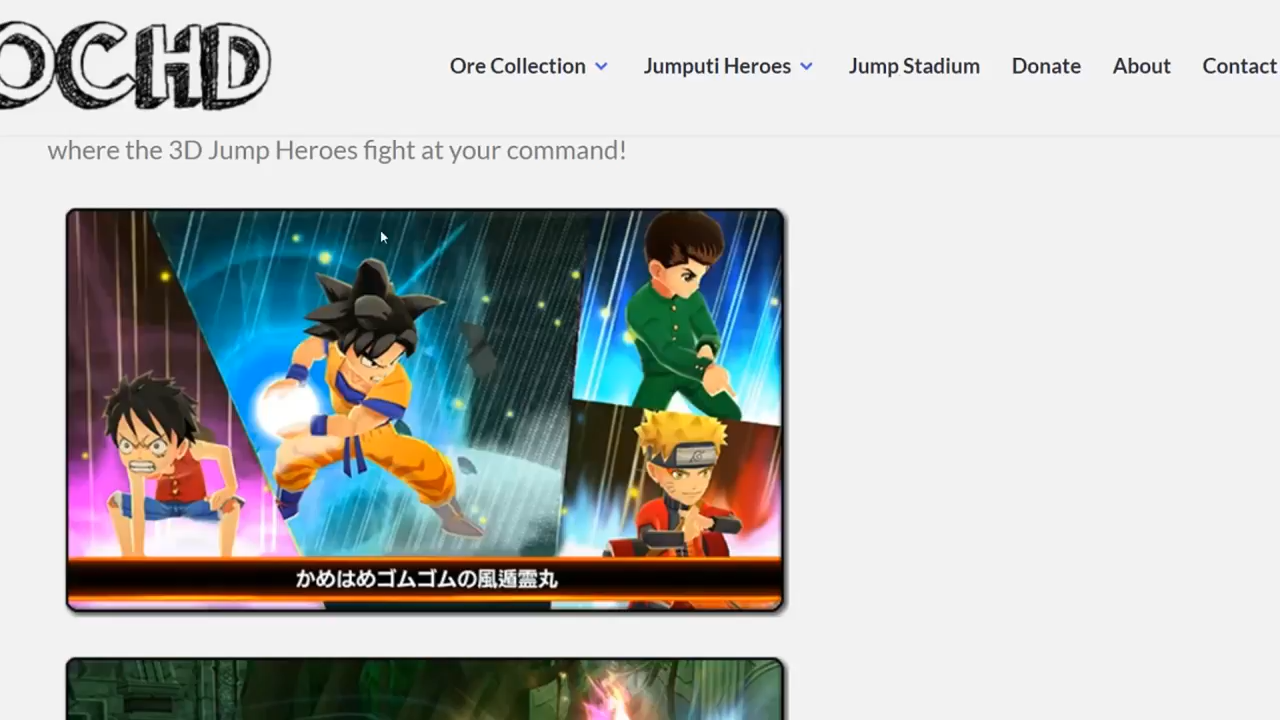 OCHD
Ore Collection Jumputi Heroes Jump Stadium Donate About Contact
where the 3D Jump Heroes fight at your command!
かめはめゴムゴムの風遁霊丸